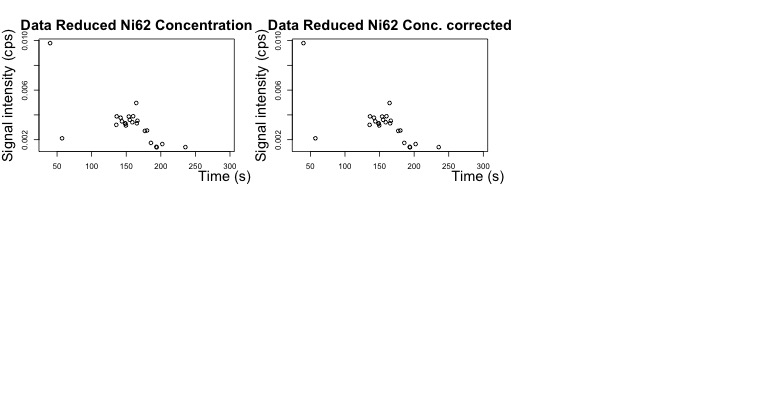 Data Reduced Ni62 Concentration
Signal intensity (cps)
0.010
0.006
0.002
50 100 150 200 250 300
Time (s)
Data Reduced Ni62 Conc. corrected
Signal intensity (cps)
0.010
0.006
0.002
50 100 150 200 250 300
Time (s)